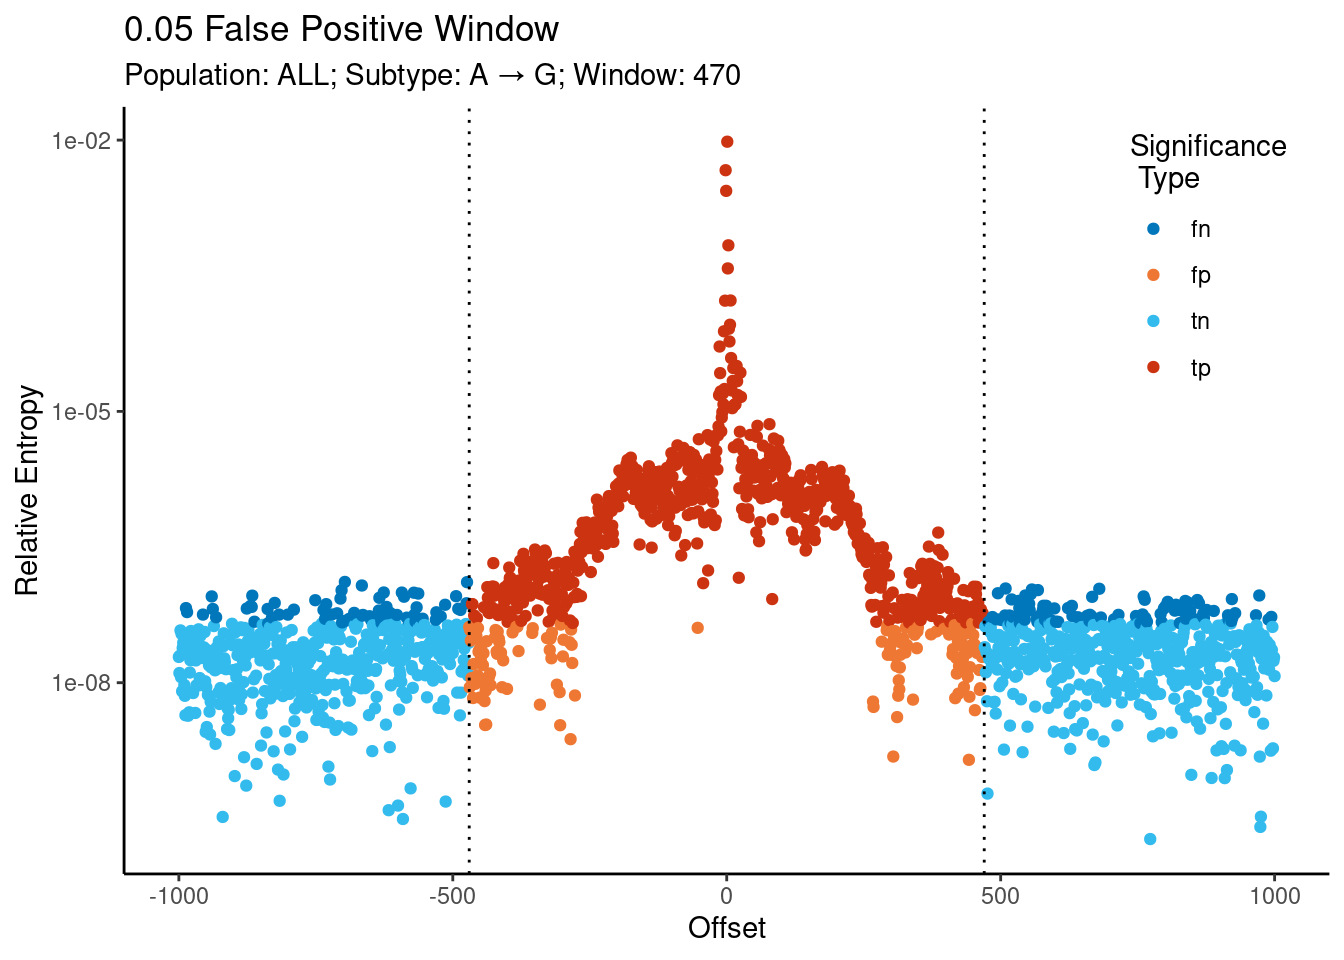 0.05 False Positive Window
Population: ALL; Subtype: A → G; Window: 470
Significance
Type
fn
fp
tn
tp
Relative Entropy
1e-02
1e-05
1e-08
-1000
-500
0
500
1000
Offset